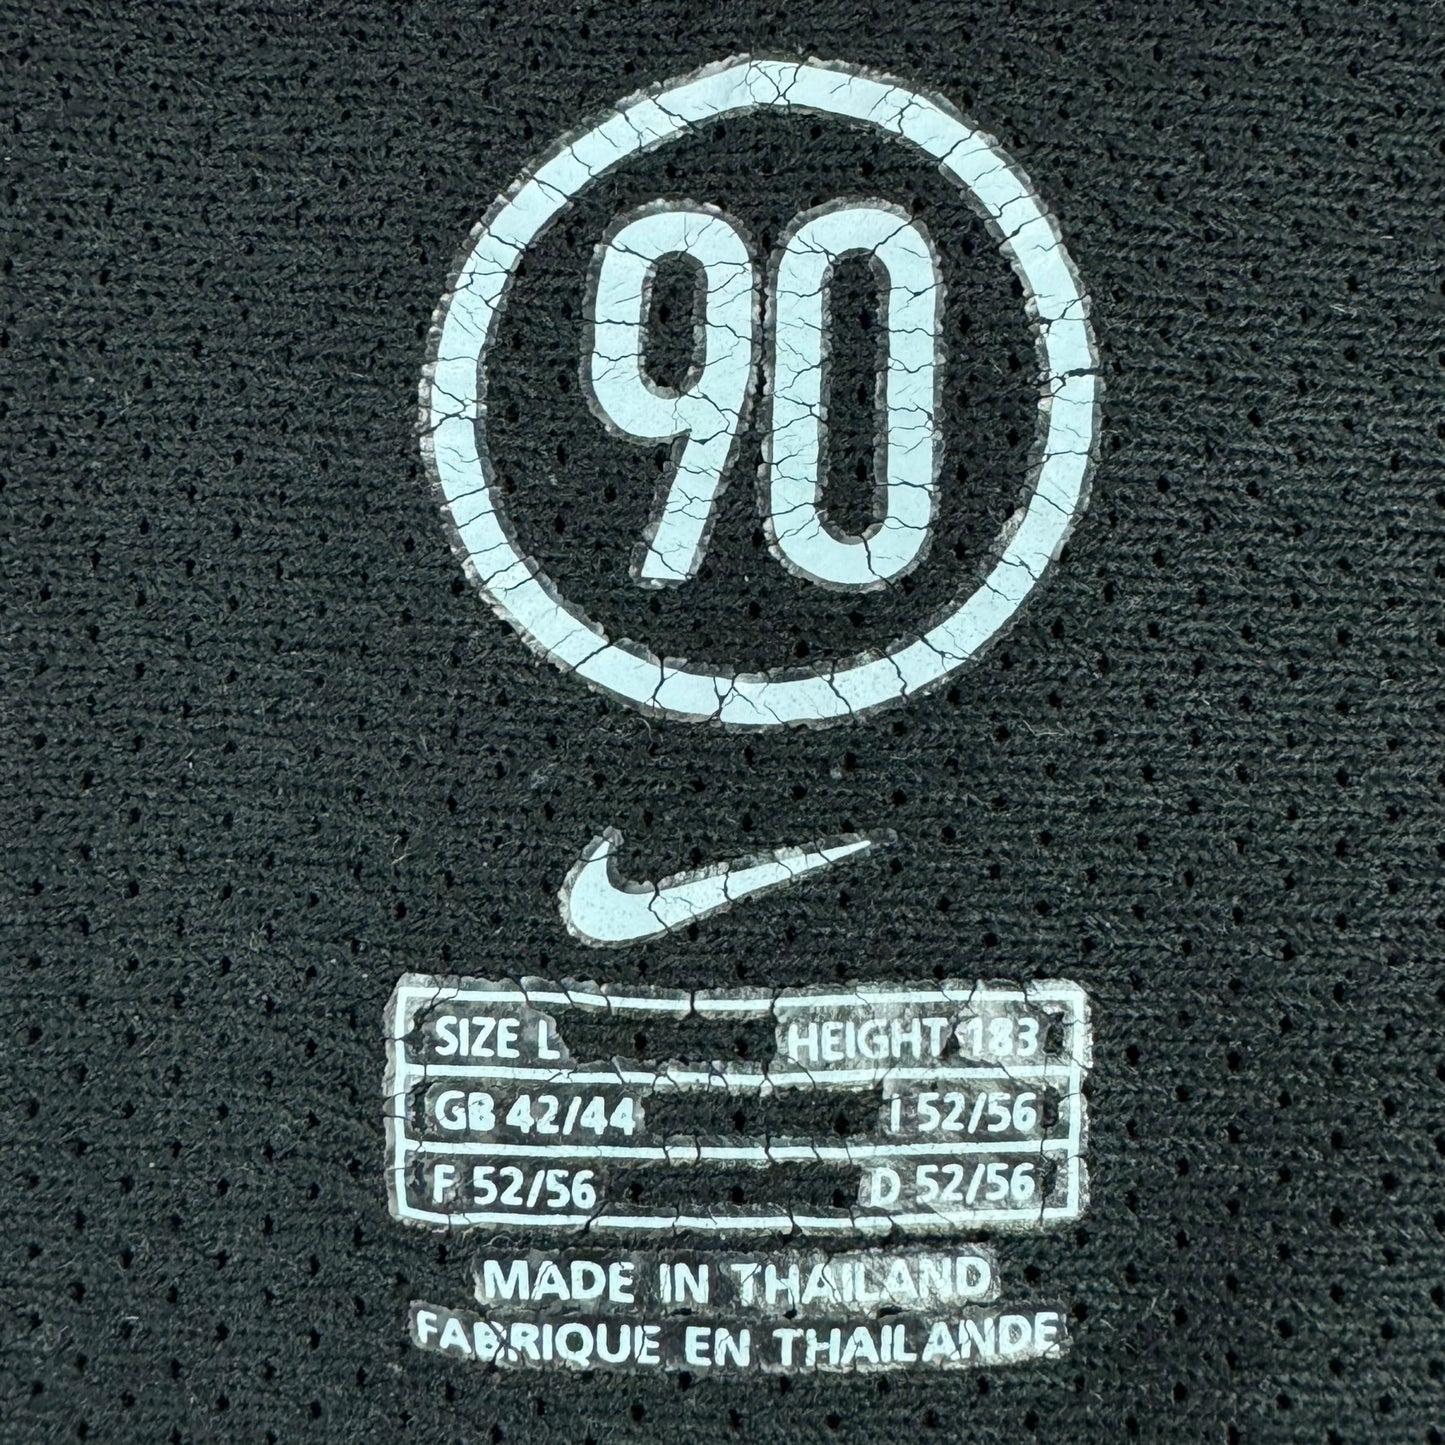 90
SIZE L HEIGHT 183
GB 42/44 I 52/56
F 52/56 D 52/56
MADE IN THAILAND
FABRIQUE EN THAILANDE